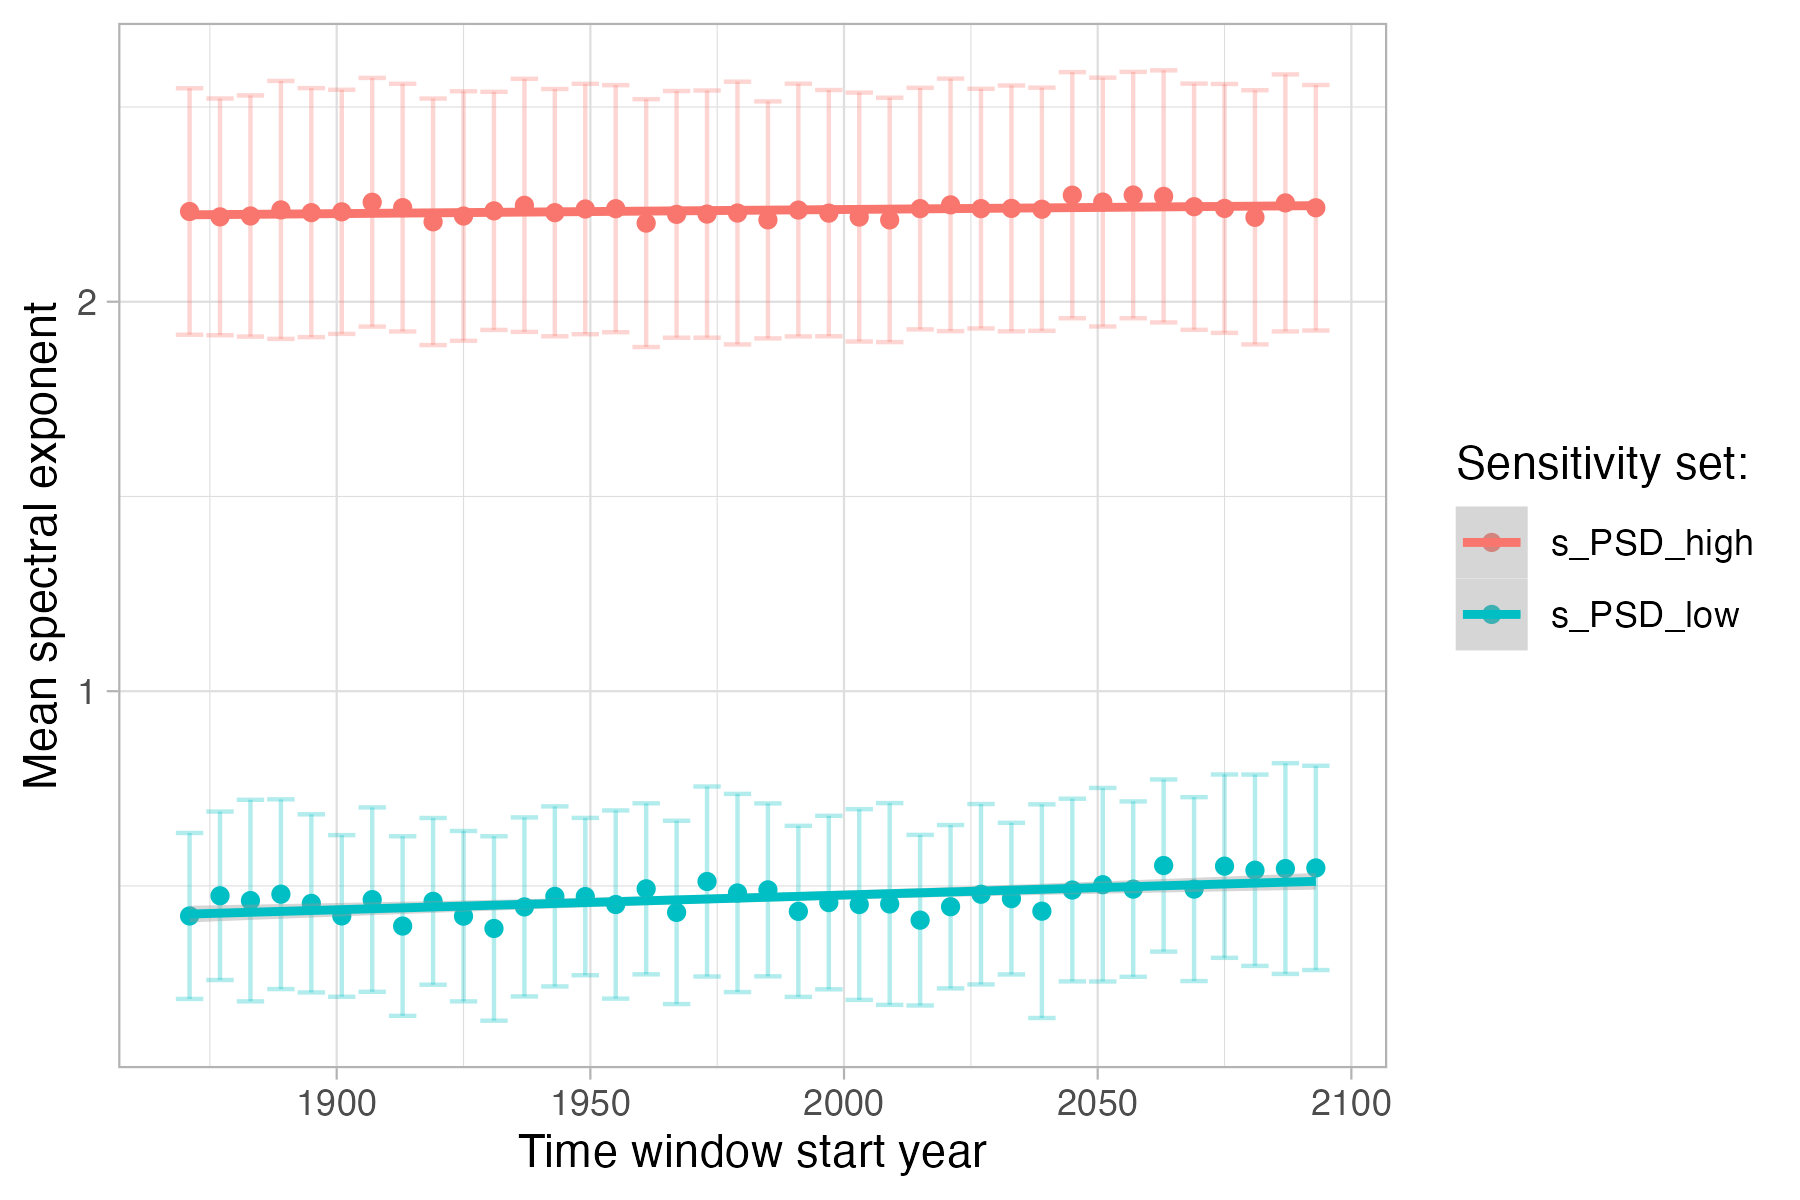 Mean spectral exponent
2
1
1900 1950 2000 2050 2100
Time window start year
Sensitivity set:
s_PSD_high
s_PSD_low